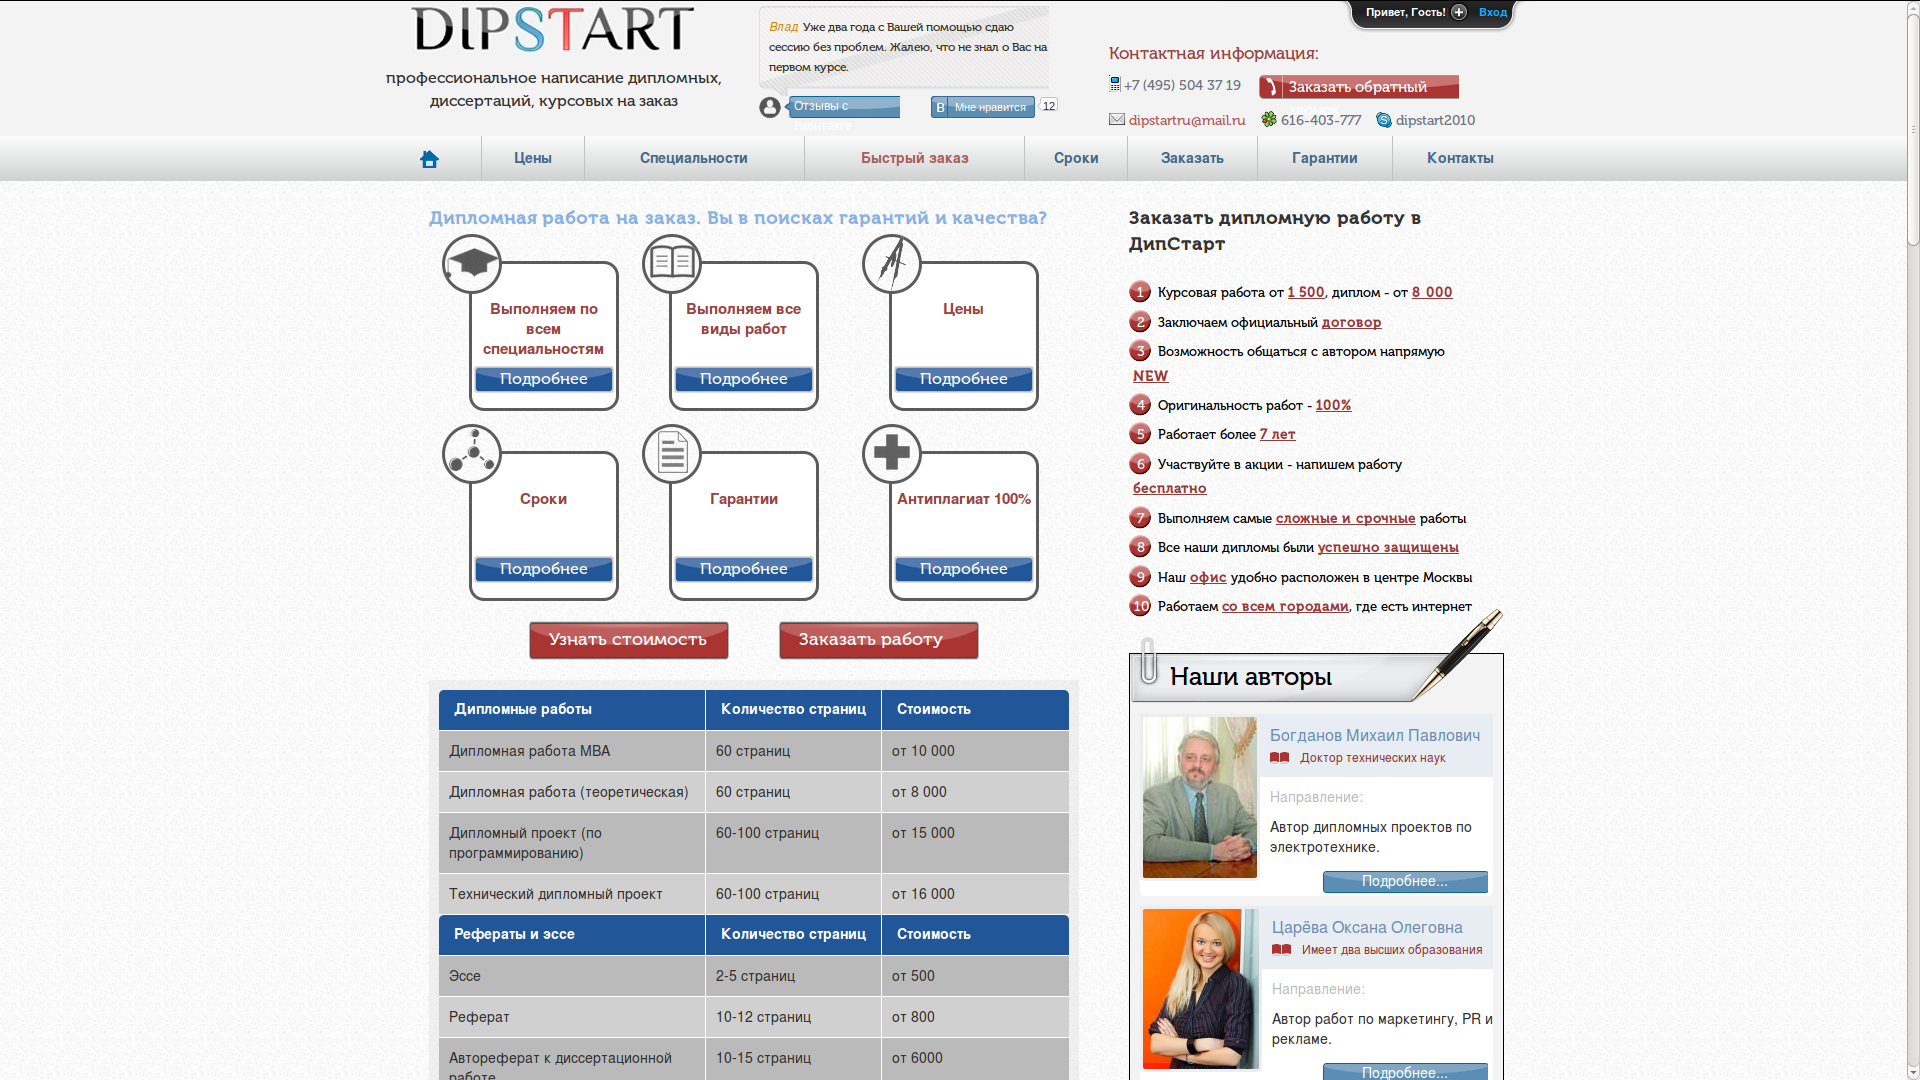 DIPSTART
профессиональное написание дипломных,
диссертаций, курсовых на заказ
Влад Уже два года с Вашей помощью сдаю
сессию без проблем. Жалею, что не знал о Вас на
первом курсе.
Отзывы с
Вконтакте
В Мне нравится 12
Привет, Гость! Вход
Контактная информация:
+7 (495) 504 37 19
Заказать обратный
звонок
dipstartru@mail.ru 616-403-777 dipstart2010
Цены Специальности Быстрый заказ Сроки Заказать Гарантии Контакты
Дипломная работа на заказ. Вы в поисках гарантий и качества?
Выполняем по
всем
специальностям
Подробнее
Выполняем все
виды работ
Подробнее
Цены
Подробнее
Сроки
Подробнее
Гарантии
Подробнее
Антиплагиат 100%
Подробнее
Узнать стоимость
Заказать работу
Дипломные работы Количество страниц Стоимость
Дипломная работа MBA 60 страниц от 10 000
Дипломная работа (теоретическая) 60 страниц от 8 000
Дипломный проект (по
программированию) 60-100 страниц от 15 000
Технический дипломный проект 60-100 страниц от 16 000
Рефераты и эссе Количество страниц Стоимость
Эссе 2-5 страниц от 500
Реферат 10-12 страниц от 800
Автореферат к диссертационной
работе 10-15 страниц от 6000
Заказать дипломную работу в
ДипСтарт
1 Курсовая работа от 1 500, диплом - от 8 000
2 Заключаем официальный договор
3 Возможность общаться с автором напрямую
NEW
4 Оригинальность работ - 100%
5 Работает более 7 лет
6 Участвуйте в акции - напишем работу
бесплатно
7 Выполняем самые сложные и срочные работы
8 Все наши дипломы были успешно защищены
9 Наш офис удобно расположен в центре Москвы
10 Работаем со всем городами, где есть интернет
Наши авторы
Богданов Михаил Павлович
Доктор технических наук
Направление:
Автор дипломных проектов по
электротехнике.
Подробнее...
Царёва Оксана Олеговна
Имеет два высших образования
Направление:
Автор работ по маркетингу, PR и
рекламе.
Подробнее...